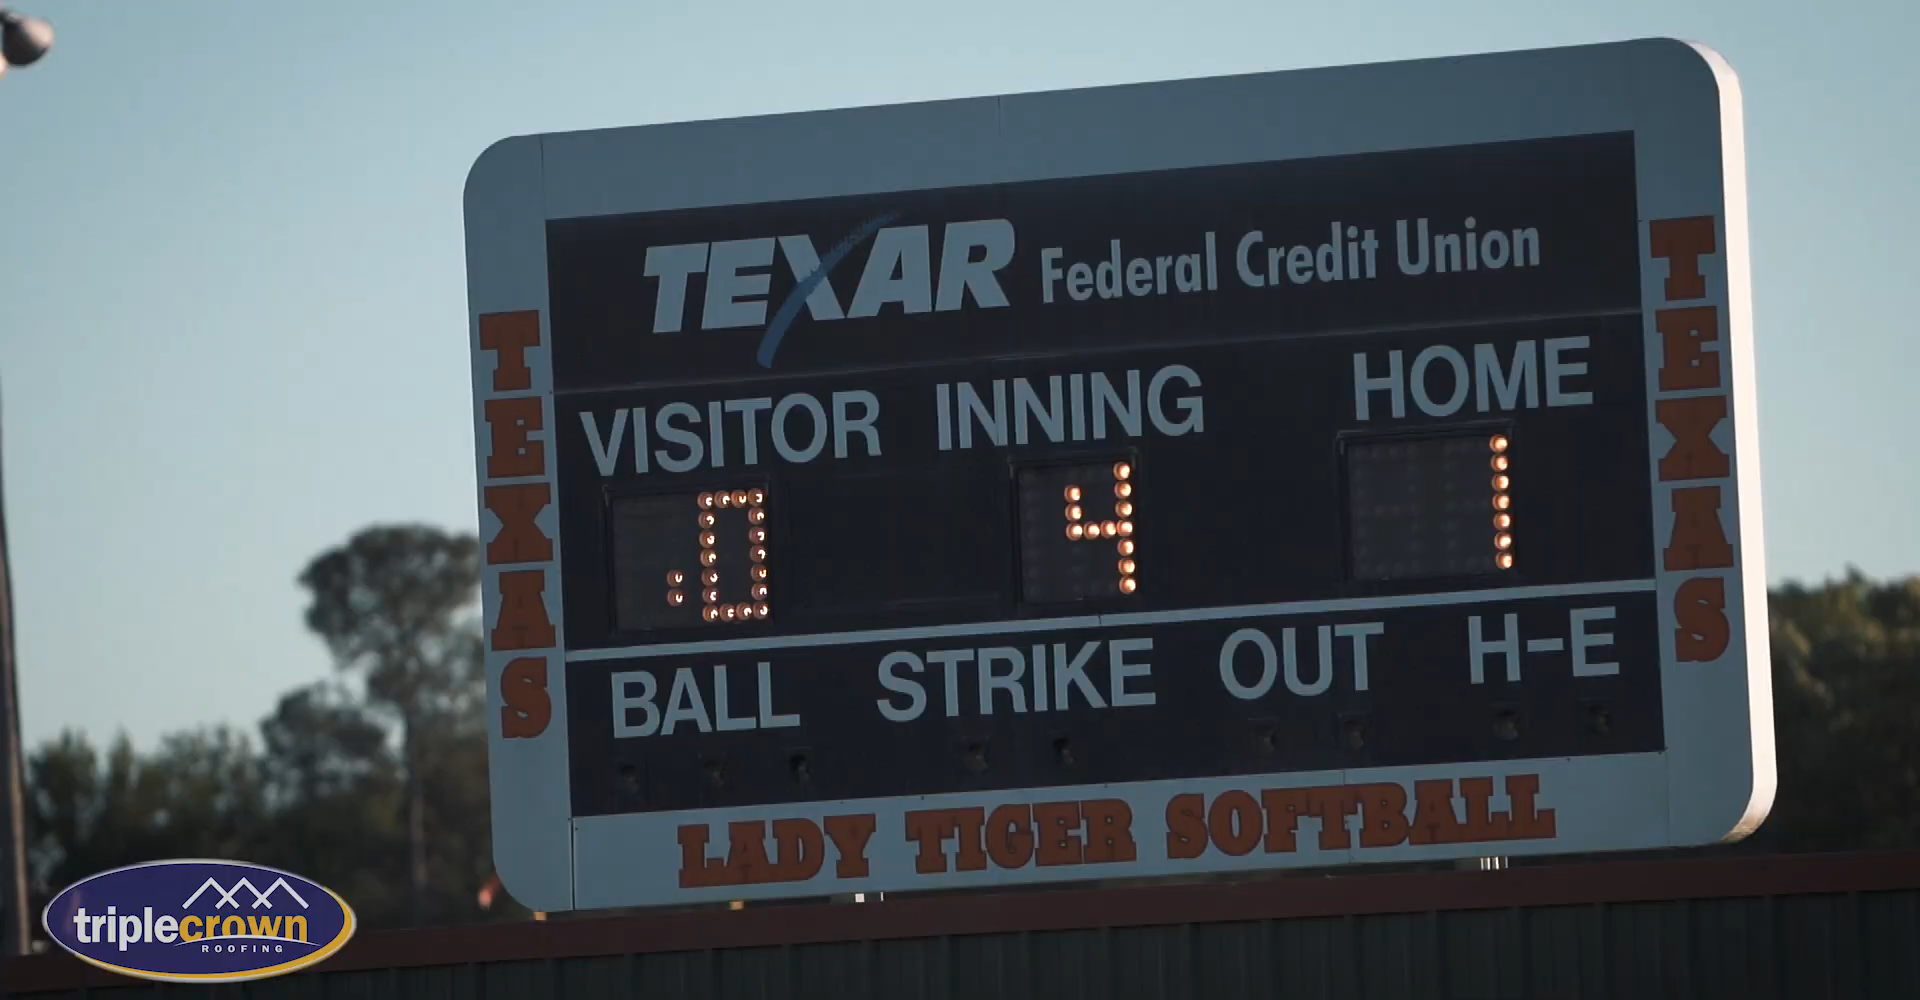 TEXAR Federal Credit Union
VISITOR INNING HOME
0 4 1
BALL STRIKE OUT H-E
LADY TIGER SOFTBALL
TEXAS
TEXAS
triplecrown
ROOFING